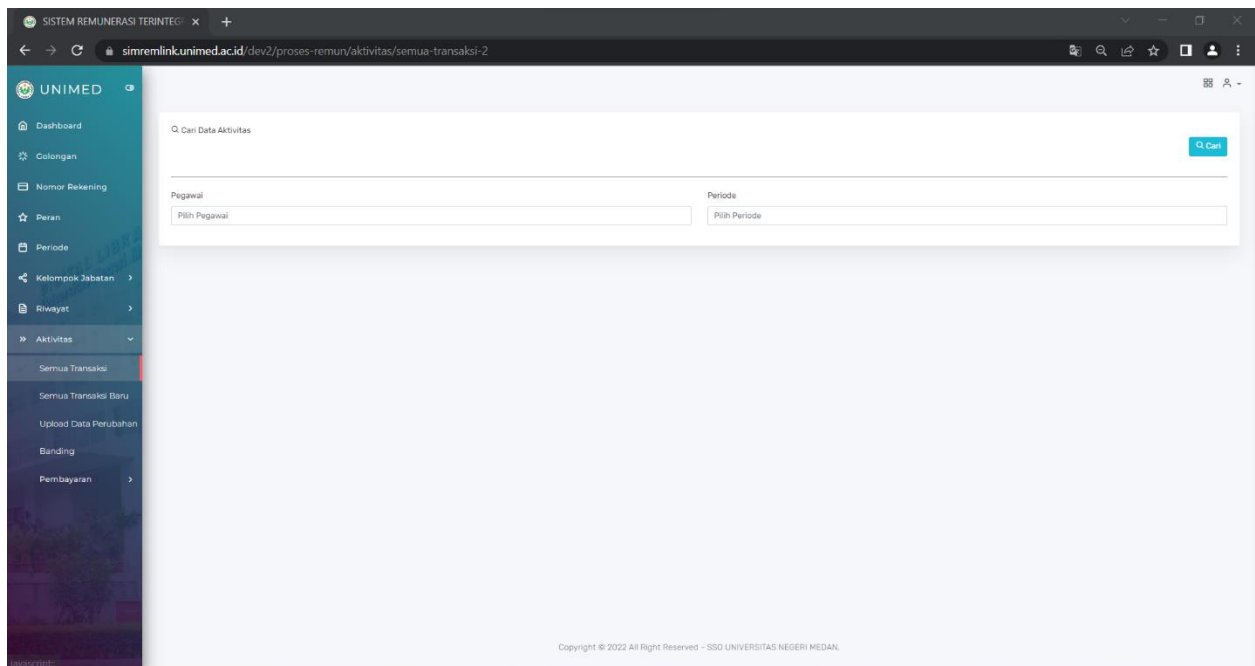 SISTEM REMUNERASI TERINTEG
simremlink.unimed.ac.id/dev2/proses-remun/aktivitas/semua-transaksi-2
UNIMED
Dashboard
Golongan
Nomor Rekening
Peran
Periode
Kelompok Jabatan
Riwayat
Aktivitas
Semua Transaksi
Semua Transaksi Baru
Upload Data Perubahan
Banding
Pembayaran
Cari Data Aktivitas
Cari
Pegawai
Periode
Pilih Pegawai
Pilih Periode
Copyright © 2022 All Right Reserved - SSO UNIVERSITAS NEGERI MEDAN.